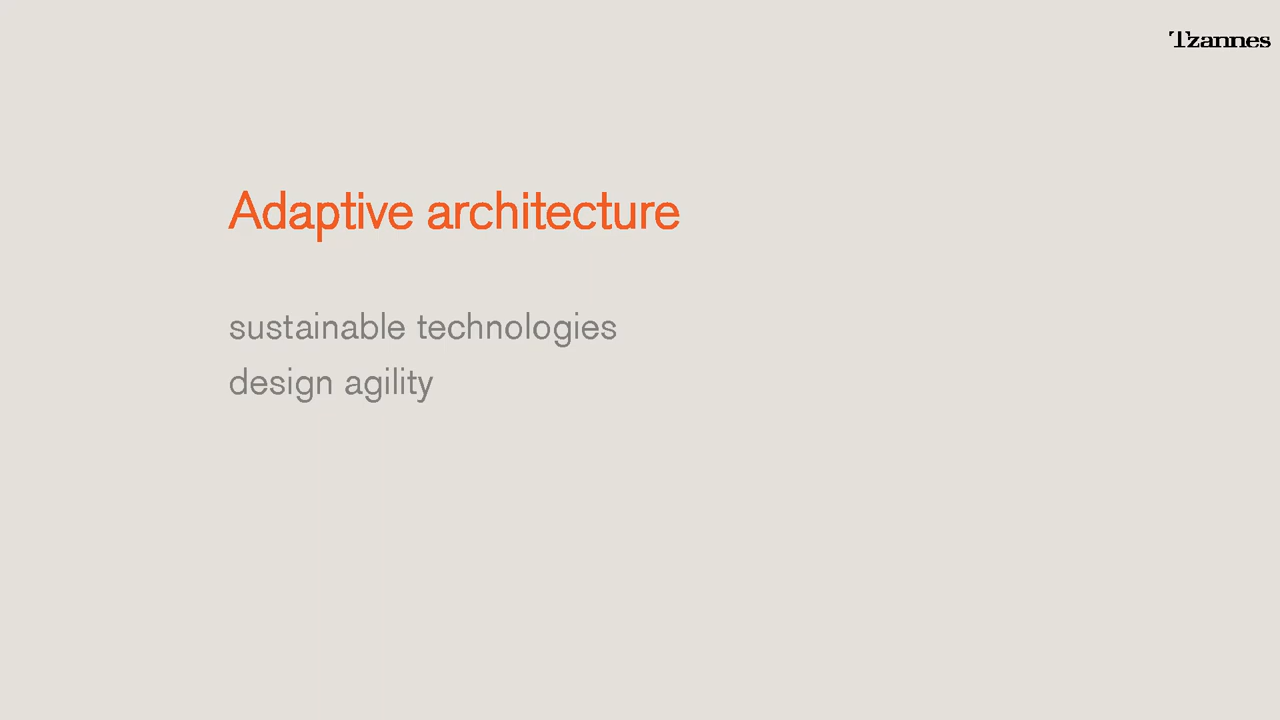 Tzannes
Adaptive architecture
sustainable technologies
design agility